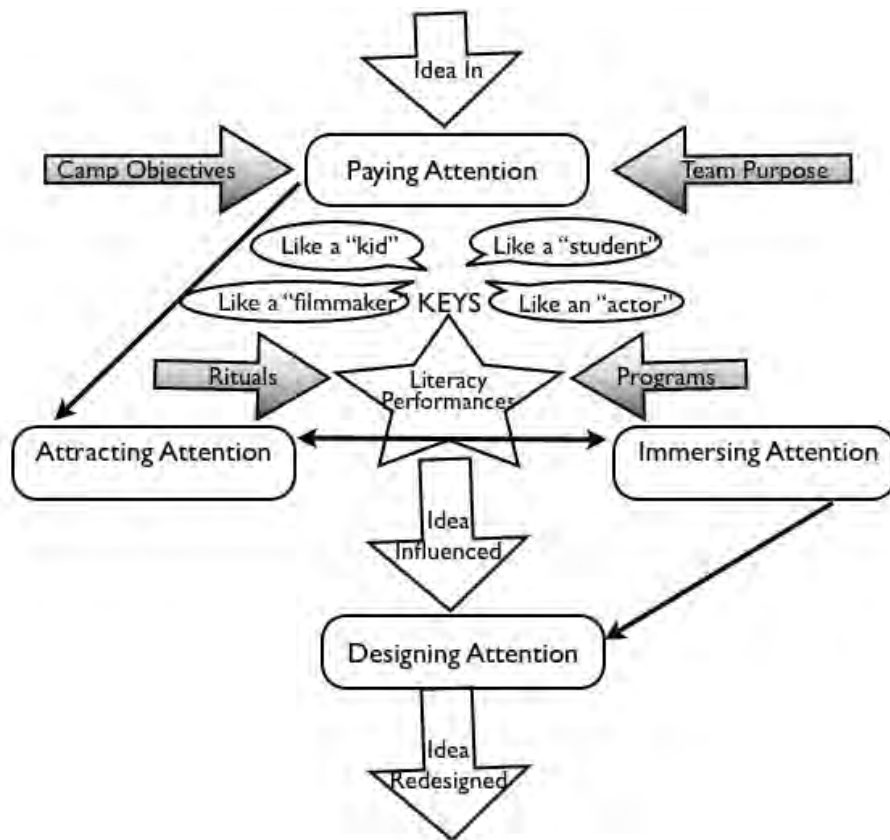 Idea In
Camp Objectives
Paying Attention
Team Purpose
Like a “kid”
Like a “student”
Like a “filmmaker”
KEYS
Like an “actor”
Rituals
Literacy
Performances
Programs
Attracting Attention
Immersing Attention
Idea
Influenced
Designing Attention
Idea
Redesigned